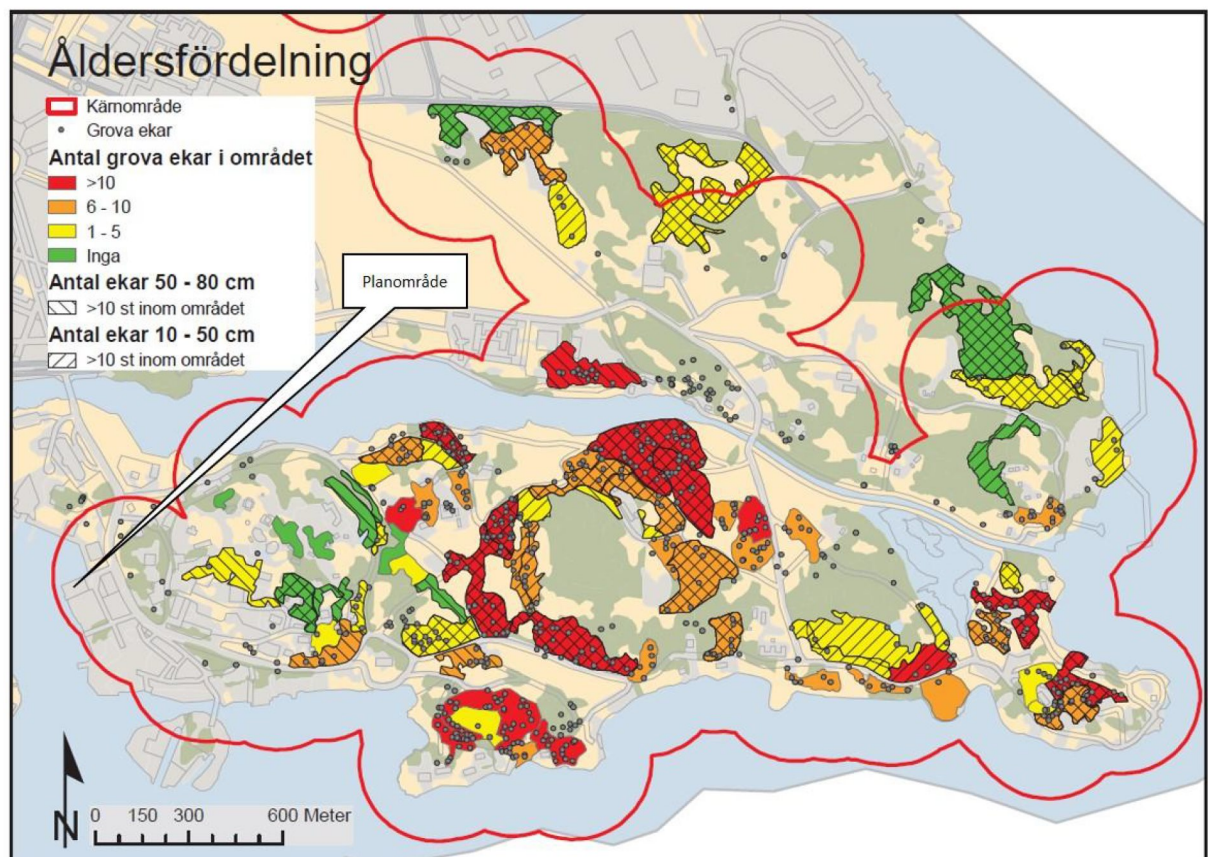 Åldersfördelning
Kärnområde
Grova ekar
Antal grova ekar i området
>10
6 - 10
1 - 5
Inga
Antal ekar 50 - 80 cm
>10 st inom området
Antal ekar 10 - 50 cm
>10 st inom området
Planområde
N
0 150 300 600 Meter